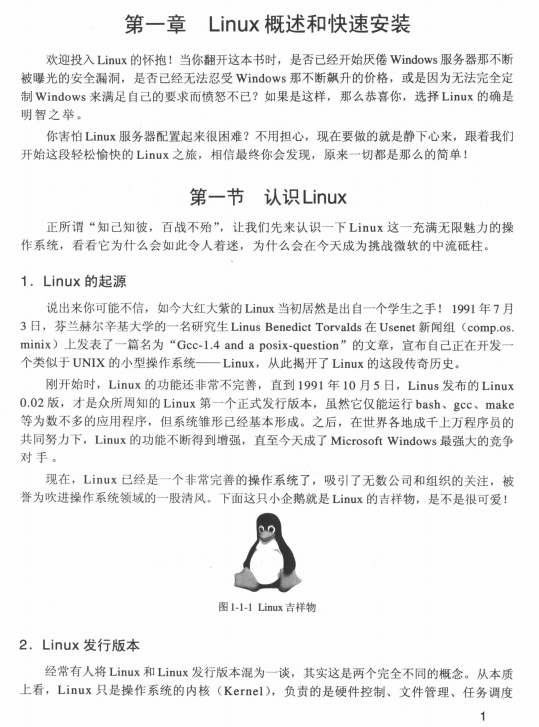 第一章　Linux 概述和快速安装
欢迎投入 Linux 的怀抱！当你翻开这本书时，是否已经开始厌倦 Windows 服务器那不断
被曝光的安全漏洞，是否已经无法忍受 Windows 那不断飙升的价格，或是因为无法完全定
制 Windows 来满足自己的要求而愤怒不已？如果是这样，那么恭喜你，选择 Linux 的确是
明智之举。
你害怕 Linux 服务器配置起来很困难？不用担心，现在要做的就是静下心来，跟着我们
开始这段轻松愉快的 Linux 之旅，相信最终你会发现，原来一切都是那么的简单！
第一节　认识 Linux
正所谓“知己知彼，百战不殆”，让我们先来认识一下 Linux 这一充满无限魅力的操
作系统，看看它为什么会如此令人着迷，为什么会在今天成为挑战微软的中流砥柱。
1．Linux 的起源
说出来你可能不信，如今大红大紫的 Linux 当初居然是出自一个学生之手！1991 年 7 月
3 日，芬兰赫尔辛基大学的一名研究生 Linus Benedict Torvalds 在 Usenet 新闻组（comp.os.
minix）上发表了一篇名为“Gcc-1.4 and a posix-question”的文章，宣布自己正在开发一
个类似于 UNIX 的小型操作系统——Linux，从此揭开了 Linux 的这段传奇历史。
刚开始时，Linux 的功能还非常不完善，直到 1991 年 10 月 5 日，Linus 发布的 Linux
0.02 版，才是众所周知的 Linux 第一个正式发行版本，虽然它仅能运行 bash、gcc、make
等为数不多的应用程序，但系统雏形已经基本形成。之后，在世界各地成千上万程序员的
共同努力下，Linux 的功能不断得到增强，直至今天成了 Microsoft Windows 最强大的竞争
对手。
现在，Linux 已经是一个非常完善的操作系统了，吸引了无数公司和组织的关注，被
誉为吹进操作系统领域的一股清风。下面这只小企鹅就是 Linux 的吉祥物，是不是很可爱！
图 1-1-1 Linux 吉祥物
2．Linux 发行版本
经常有人将 Linux 和 Linux 发行版本混为一谈，其实这是两个完全不同的概念。从本质
上看，Linux 只是操作系统的内核（Kernel），负责的是硬件控制、文件管理、任务调度
1